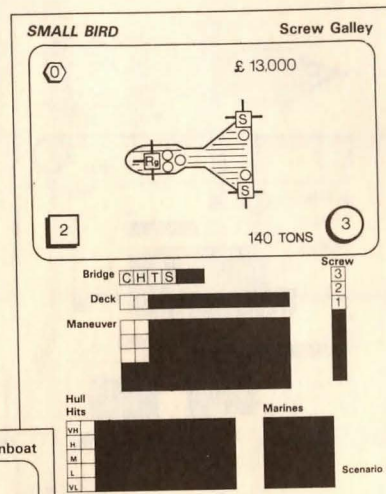 SMALL BIRD Screw Galley
0 £ 13,000
S
Rg
S
2 140 TONS 3
Bridge C H T S Screw
3
2
1
Deck
Maneuver
Hull Hits Marines
VH
H
M
L
VL
Scenario
nboat